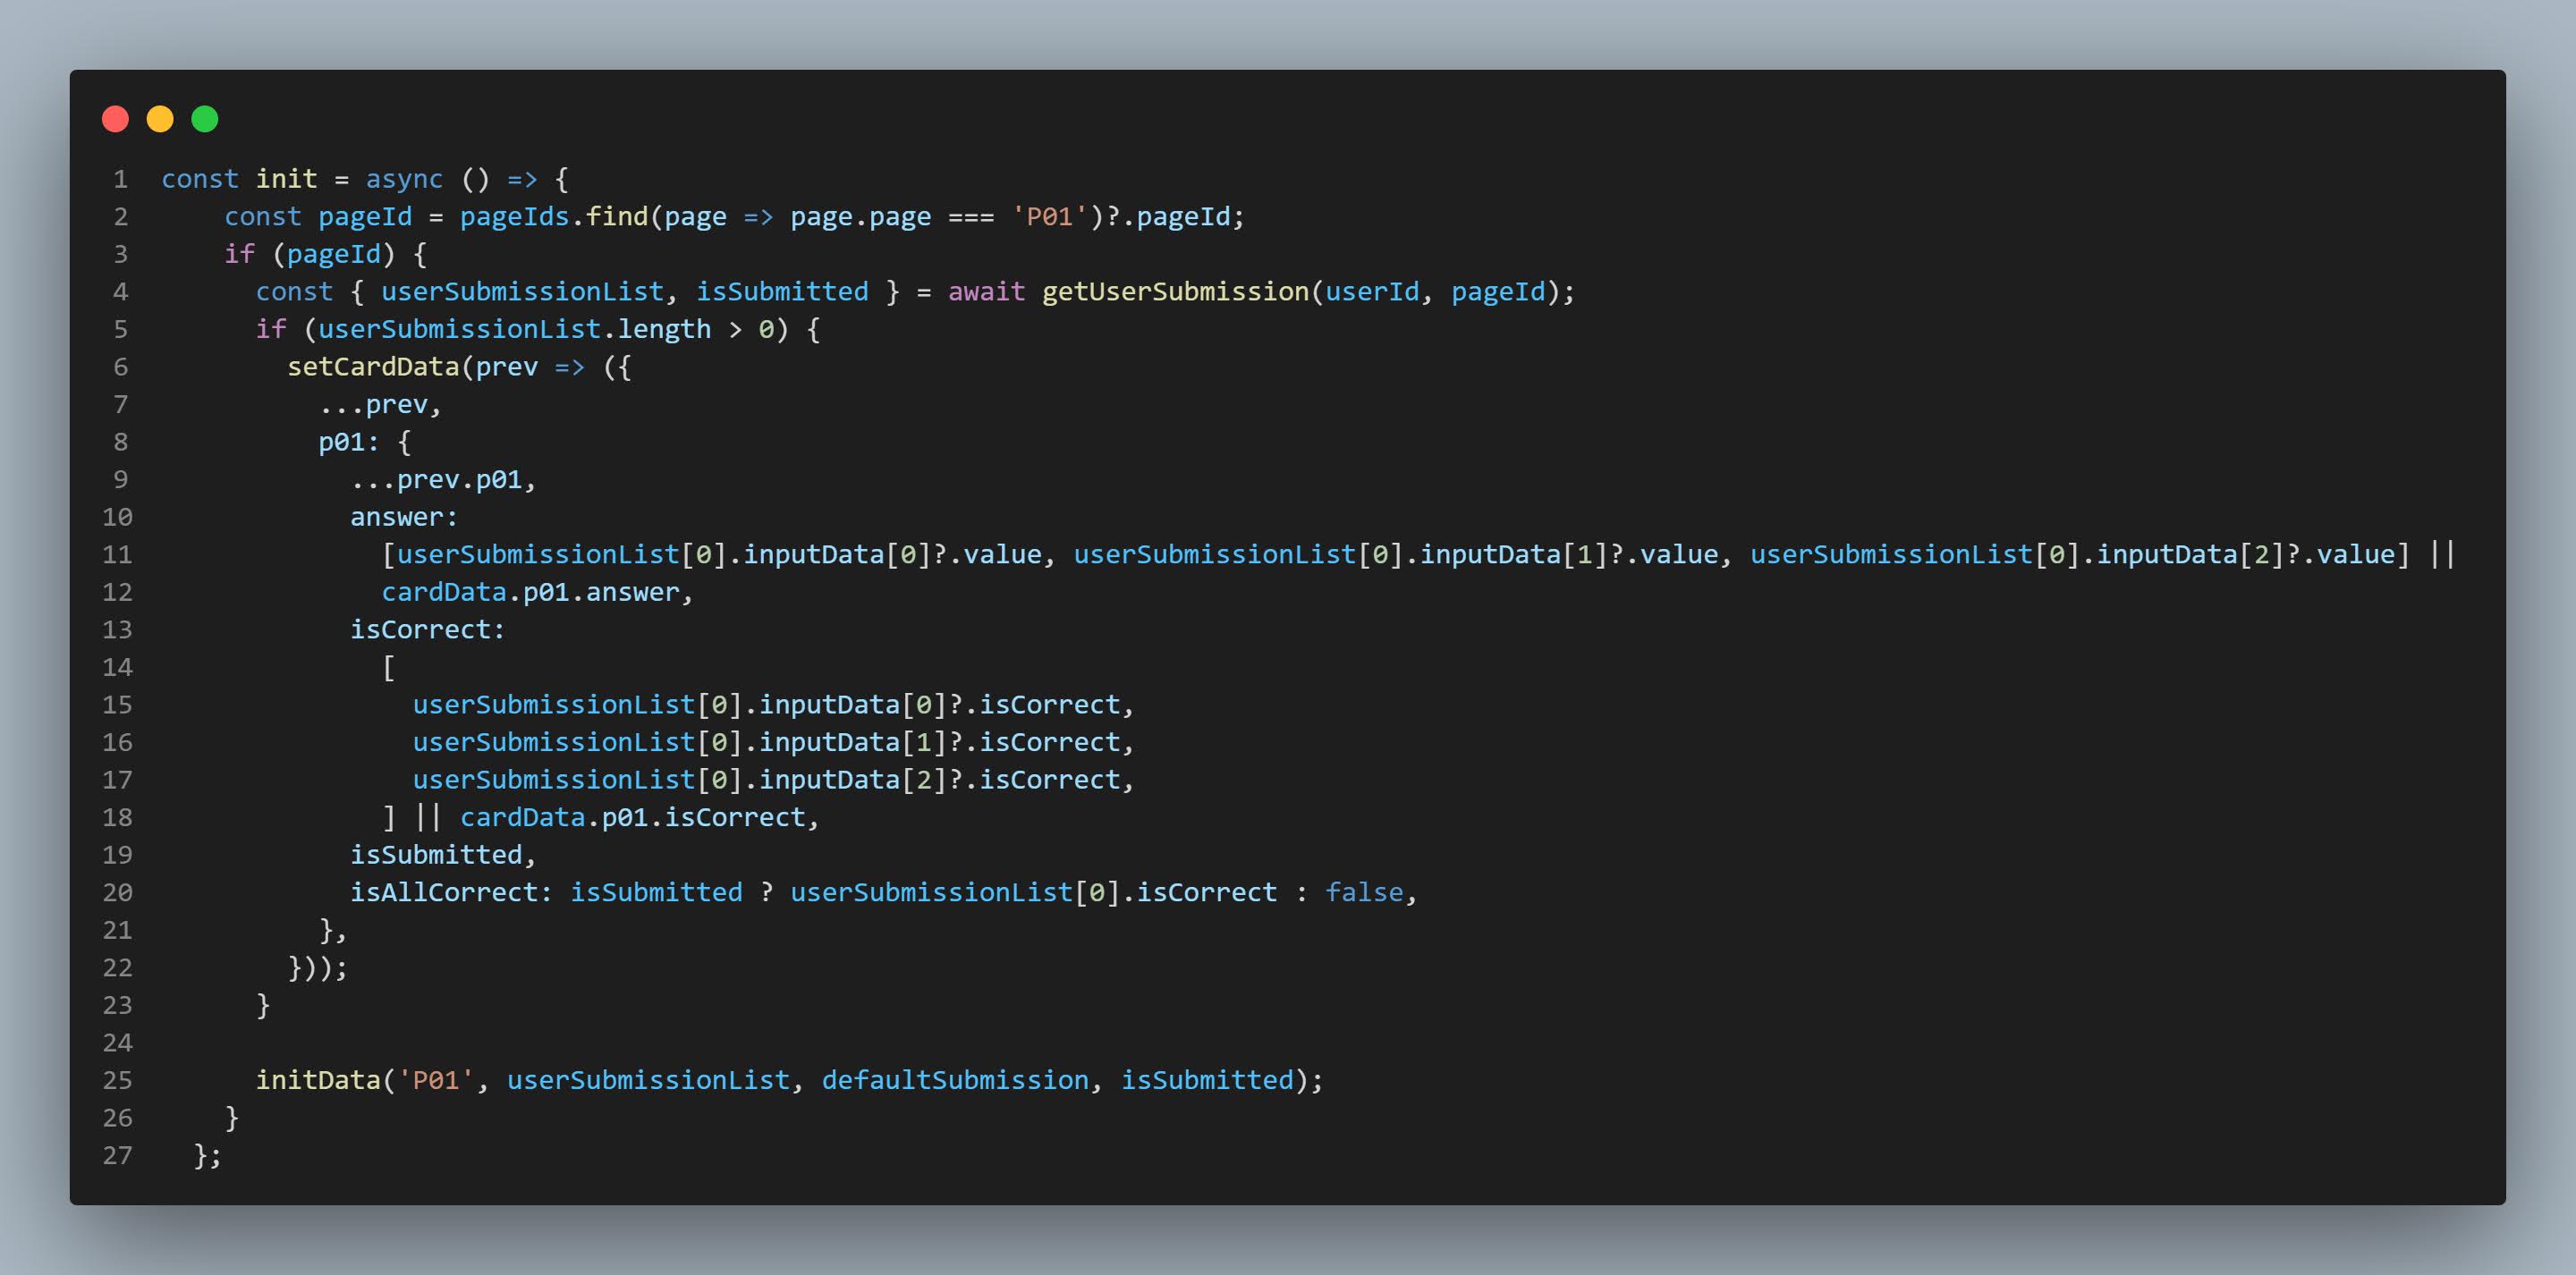 1 const init = async () => {
2     const pageId = pageIds.find(page => page.page === 'P01')?.pageId;
3     if (pageId) {
4       const { userSubmissionList, isSubmitted } = await getUserSubmission(userId, pageId);
5       if (userSubmissionList.length > 0) {
6         setCardData(prev => ({
7           ...prev,
8           p01: {
9             ...prev.p01,
10             answer:
11               [userSubmissionList[0].inputData[0]?.value, userSubmissionList[0].inputData[1]?.value, userSubmissionList[0].inputData[2]?.value] ||
12               cardData.p01.answer,
13             isCorrect:
14               [
15                 userSubmissionList[0].inputData[0]?.isCorrect,
16                 userSubmissionList[0].inputData[1]?.isCorrect,
17                 userSubmissionList[0].inputData[2]?.isCorrect,
18               ] || cardData.p01.isCorrect,
19             isSubmitted,
20             isAllCorrect: isSubmitted ? userSubmissionList[0].isCorrect : false,
21           },
22         }));
23       }
24
25       initData('P01', userSubmissionList, defaultSubmission, isSubmitted);
26     }
27   };